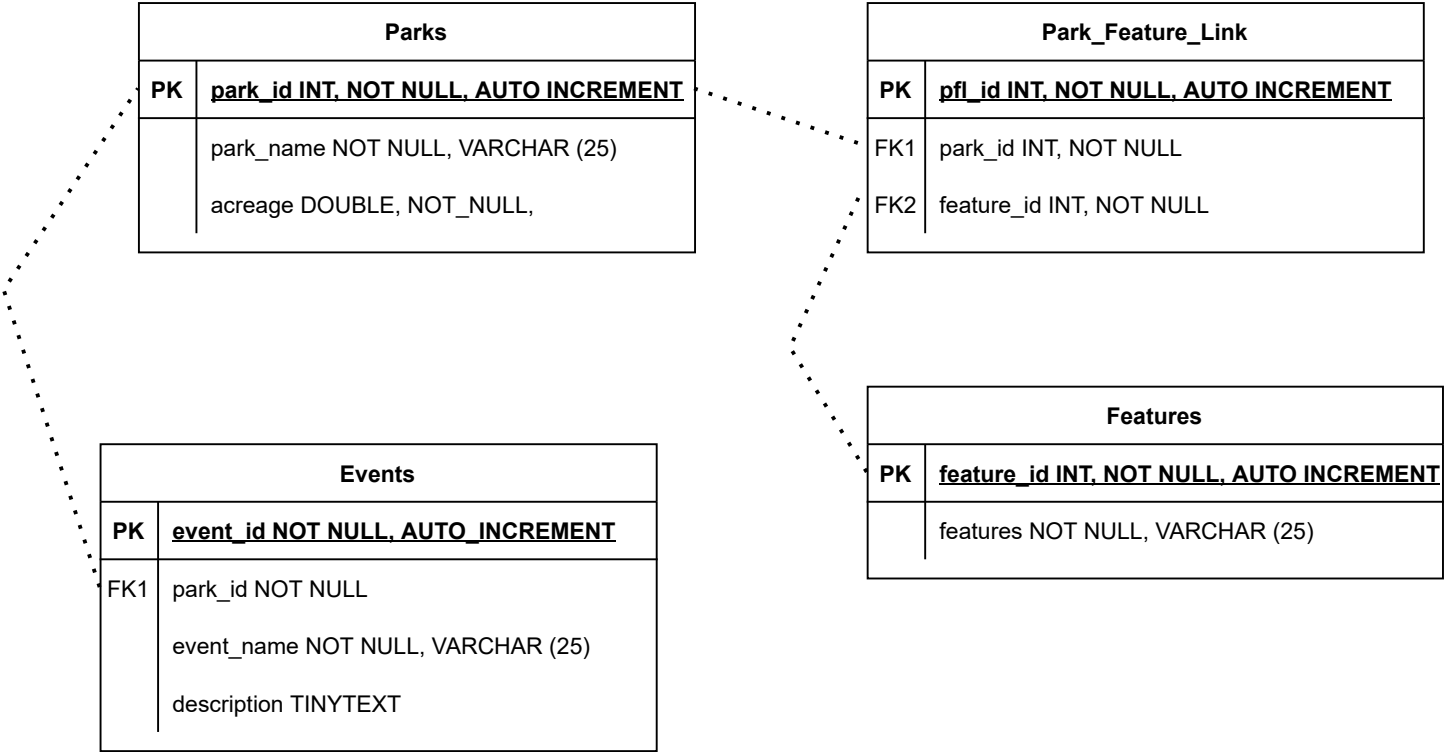 Parks
PK park_id INT, NOT NULL, AUTO INCREMENT
park_name NOT NULL, VARCHAR (25)
acreage DOUBLE, NOT_NULL,
Park_Feature_Link
PK pfl_id INT, NOT NULL, AUTO INCREMENT
FK1 park_id INT, NOT NULL
FK2 feature_id INT, NOT NULL
Events
PK event_id NOT NULL, AUTO_INCREMENT
FK1 park_id NOT NULL
event_name NOT NULL, VARCHAR (25)
description TINYTEXT
Features
PK feature_id INT, NOT NULL, AUTO INCREMENT
features NOT NULL, VARCHAR (25)